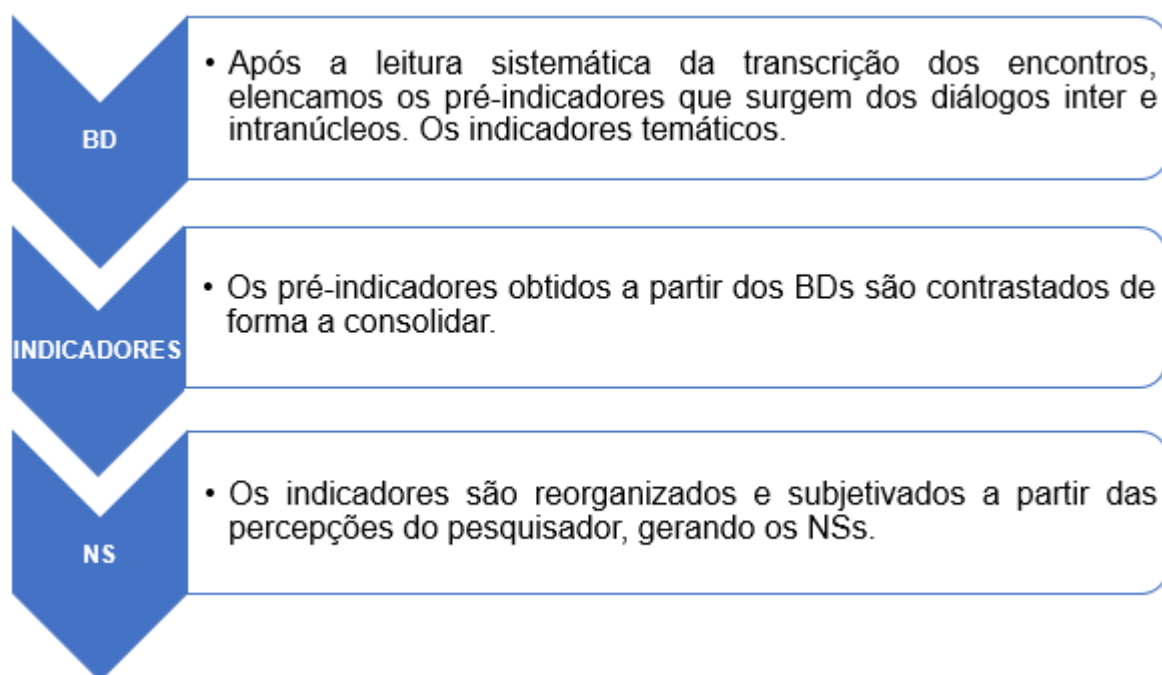 BD
• Após a leitura sistemática da transcrição dos encontros,
elencamos os pré-indicadores que surgem dos diálogos inter e
intranúcleos. Os indicadores temáticos.
INDICADORES
• Os pré-indicadores obtidos a partir dos BDs são contrastados de
forma a consolidar.
NS
• Os indicadores são reorganizados e subjetivados a partir das
percepções do pesquisador, gerando os NSs.